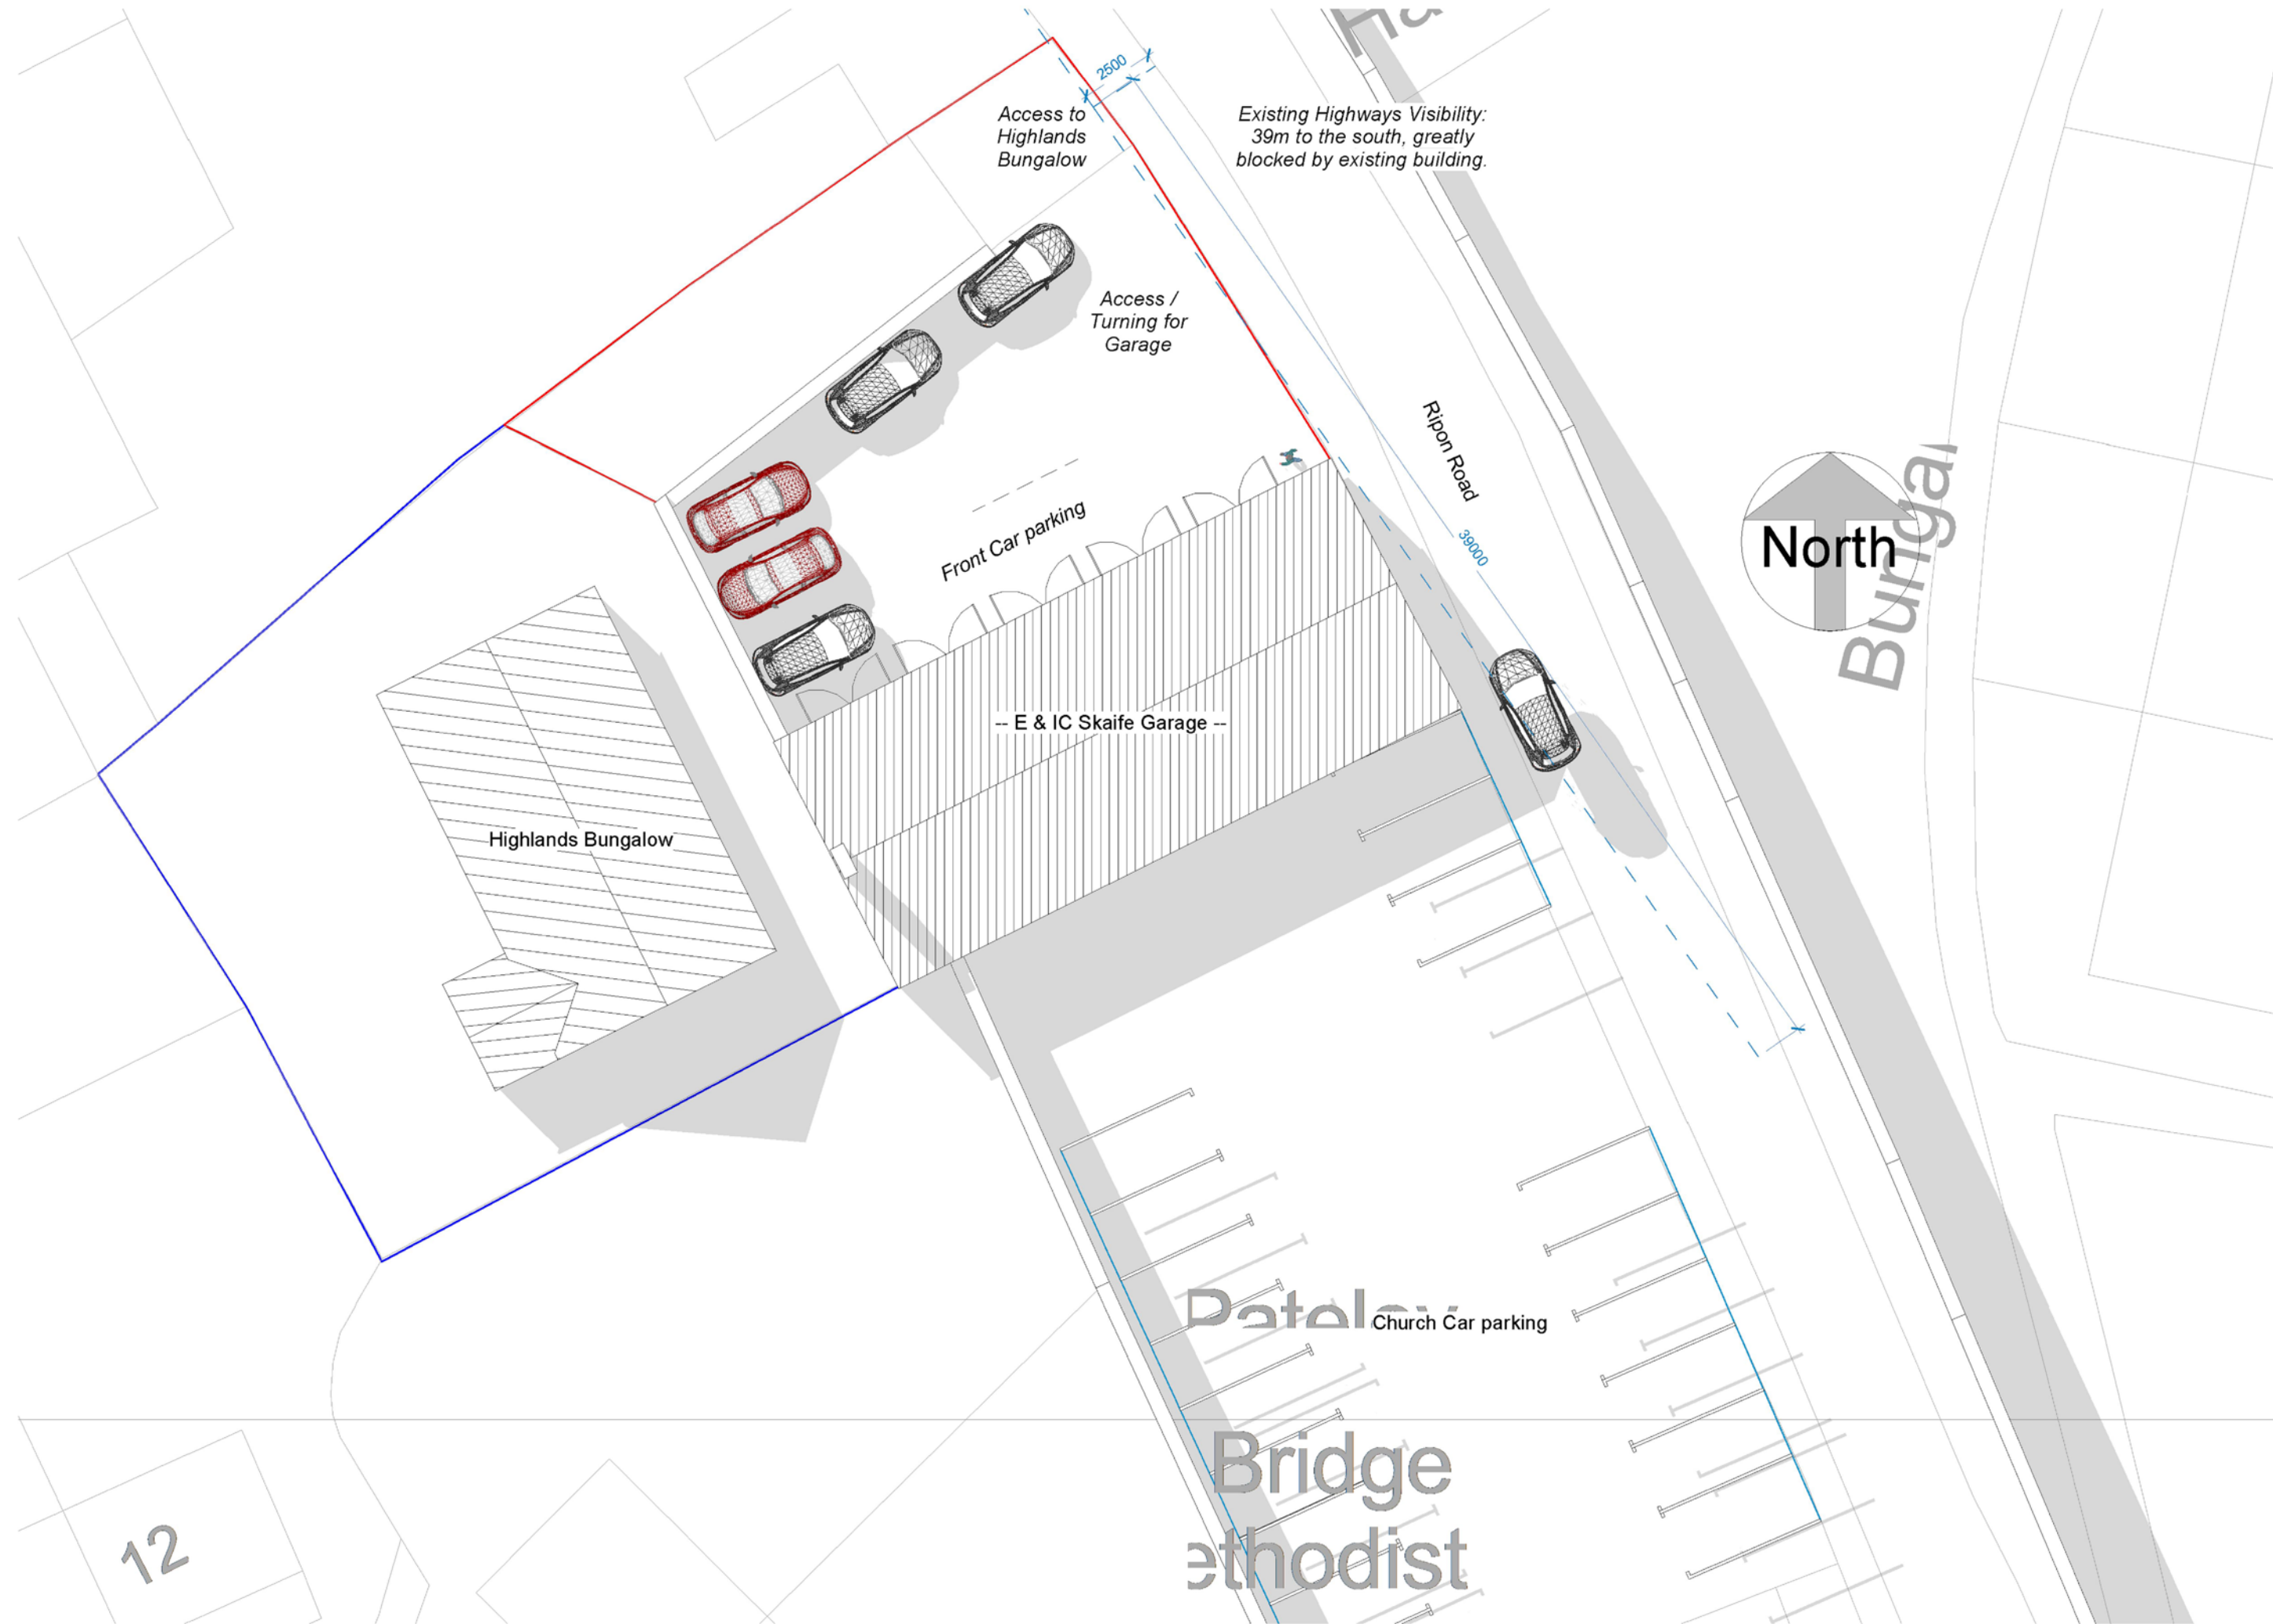 2500
Access to
Highlands
Bungalow
Existing Highways Visibility:
39m to the south, greatly
blocked by existing building.
Access /
Turning for
Garage
Ripon Road
Front Car parking
39000
North
-- E & IC Skaife Garage --
Highlands Bungalow
Church Car parking
Bridge
ethodist
12